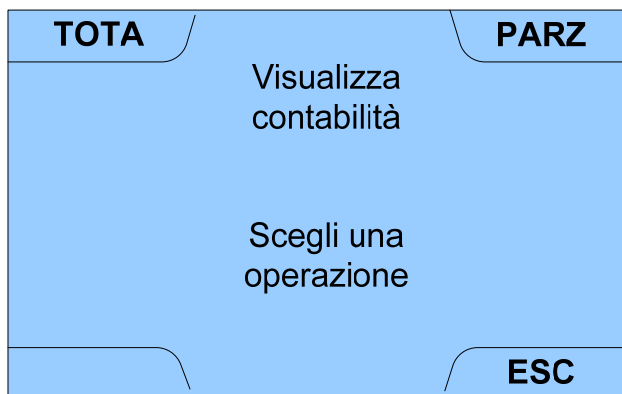 TOTA
PARZ
Visualizza
contabilità
Scegli una
operazione
ESC